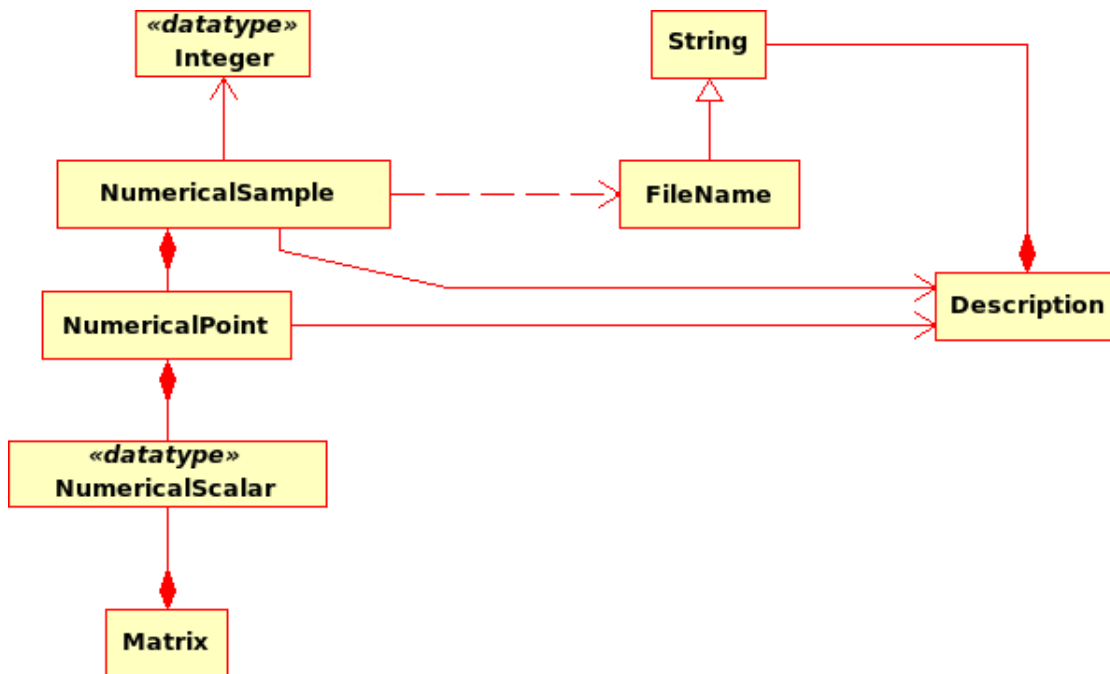 «datatype»
Integer
String
NumericalSample
FileName
Description
NumericalPoint
«datatype»
NumericalScalar
Matrix